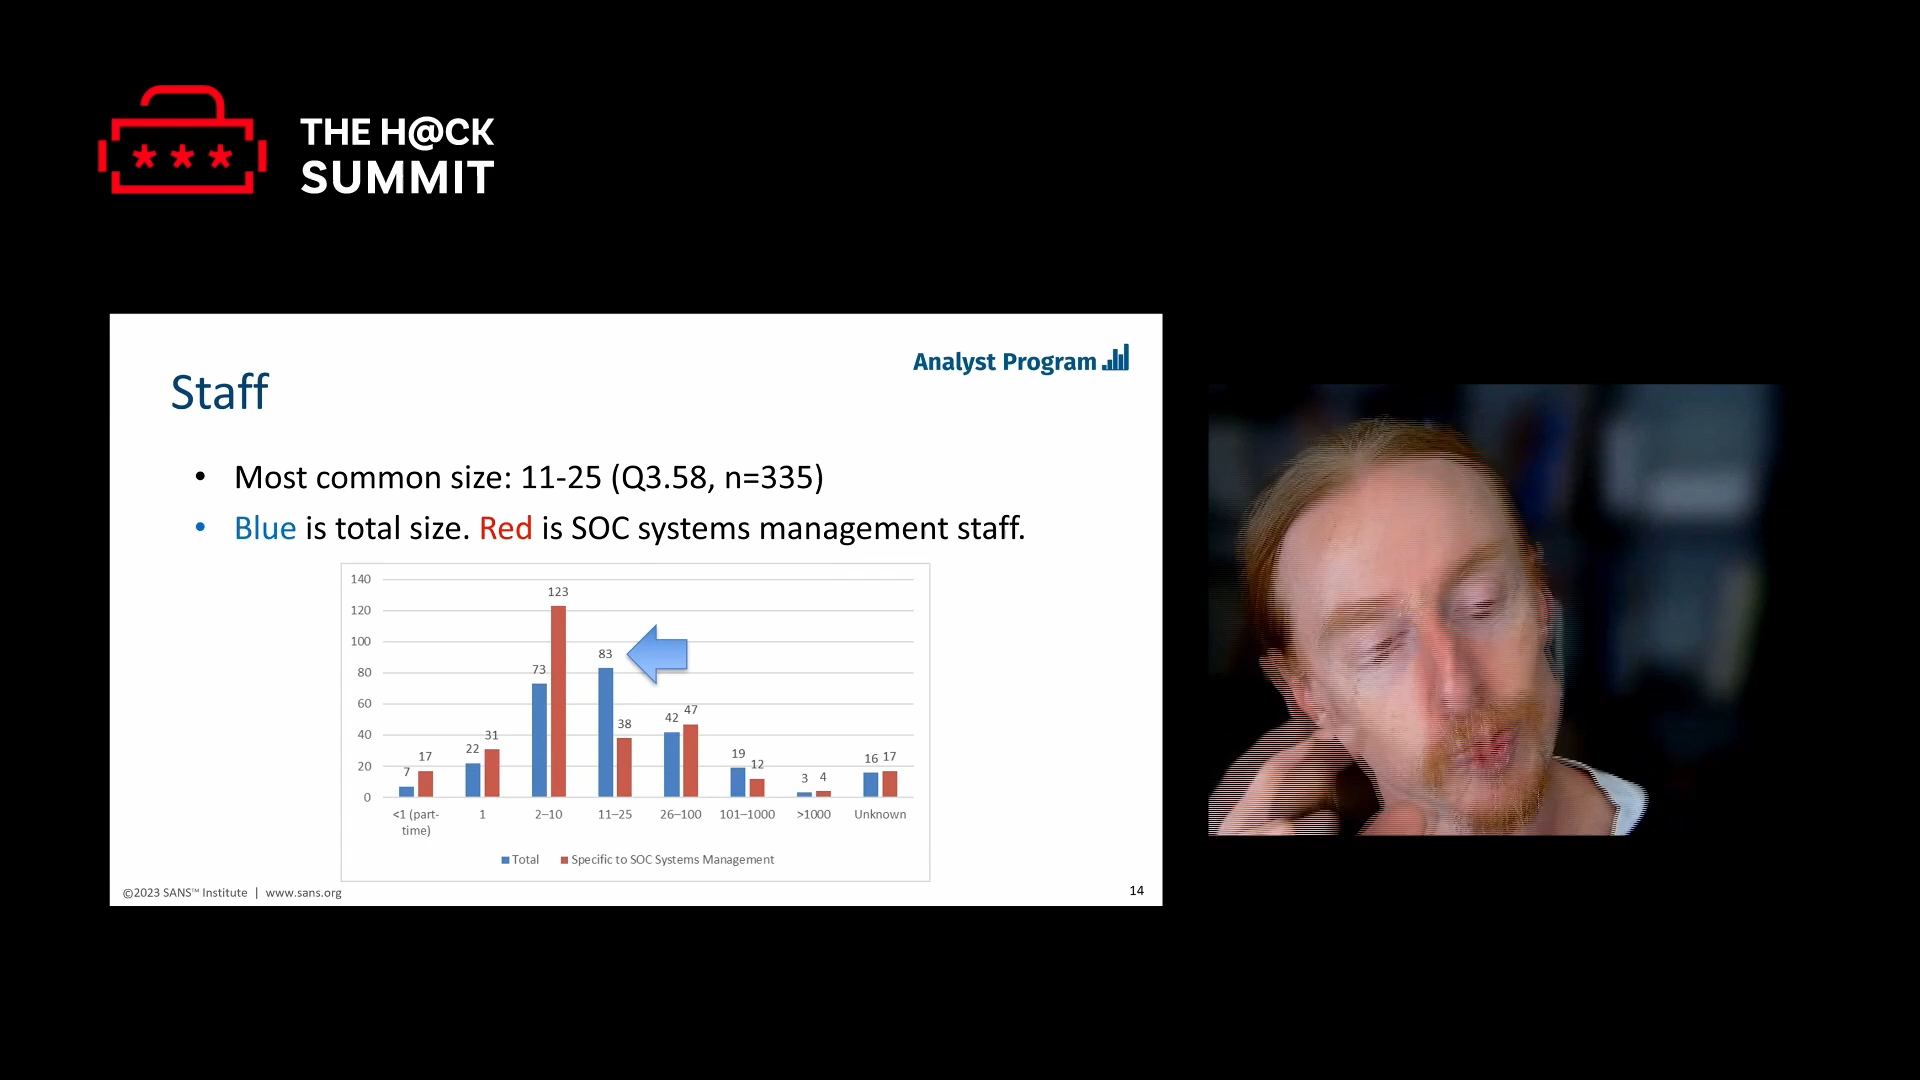 THE H@CK
SUMMIT
Analyst Program
Staff
• Most common size: 11-25 (Q3.58, n=335)
• Blue is total size. Red is SOC systems management staff.
140
120
100
80
60
40
20
0
7
17
22
31
73
123
83
38
42
47
19
12
3
4
16
17
<1 (part-
time)
1
2–10
11–25
26–100
101–1000
>1000
Unknown
Total
Specific to SOC Systems Management
©2023 SANS™ Institute | www.sans.org
14